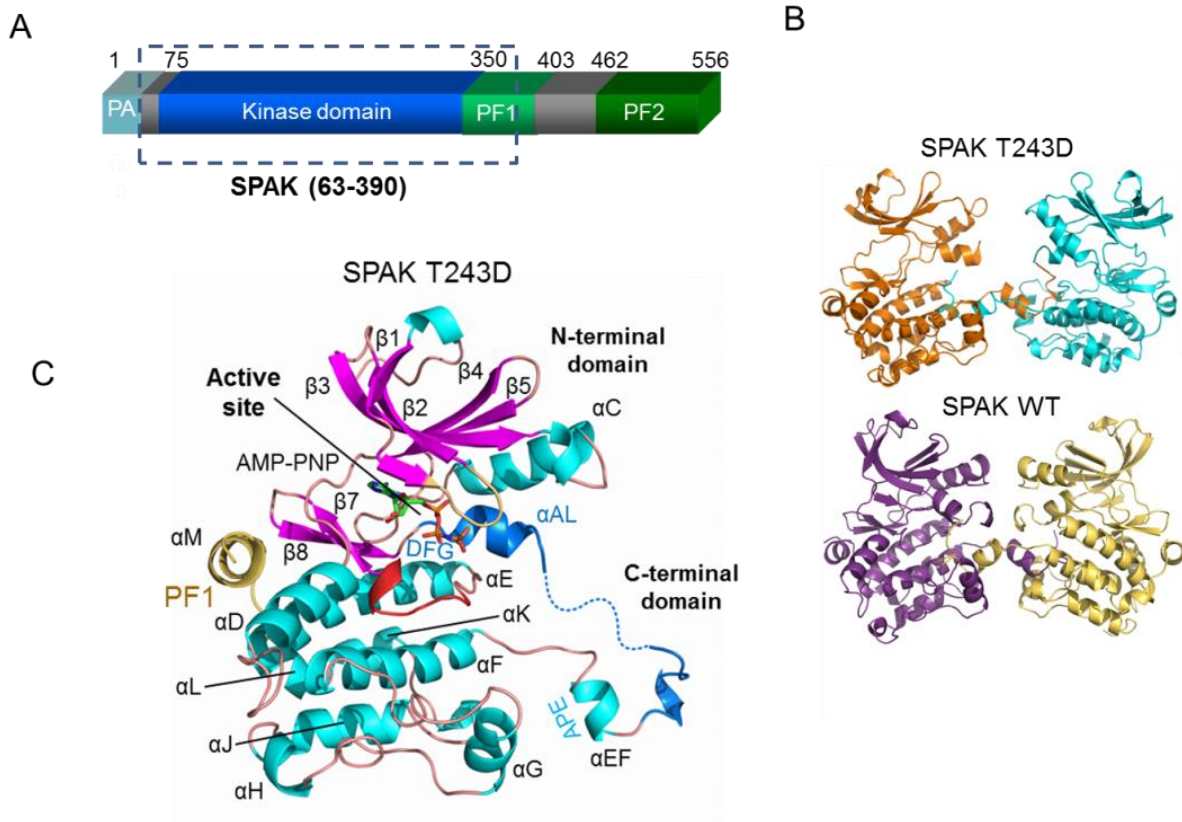 A
1 75 350 403 462 556
PA Kinase domain PF1 PF2
SPAK (63-390)
B
SPAK T243D
SPAK WT
C
SPAK T243D
β1
N-terminal
domain
β3
β4
Active
site
β2
β5
αC
AMP-PNP
β7
αAL
αM
β8
DFG
PF1
αE
C-terminal
domain
αD
αK
αF
αL
APE
αJ
αEF
αH
αG